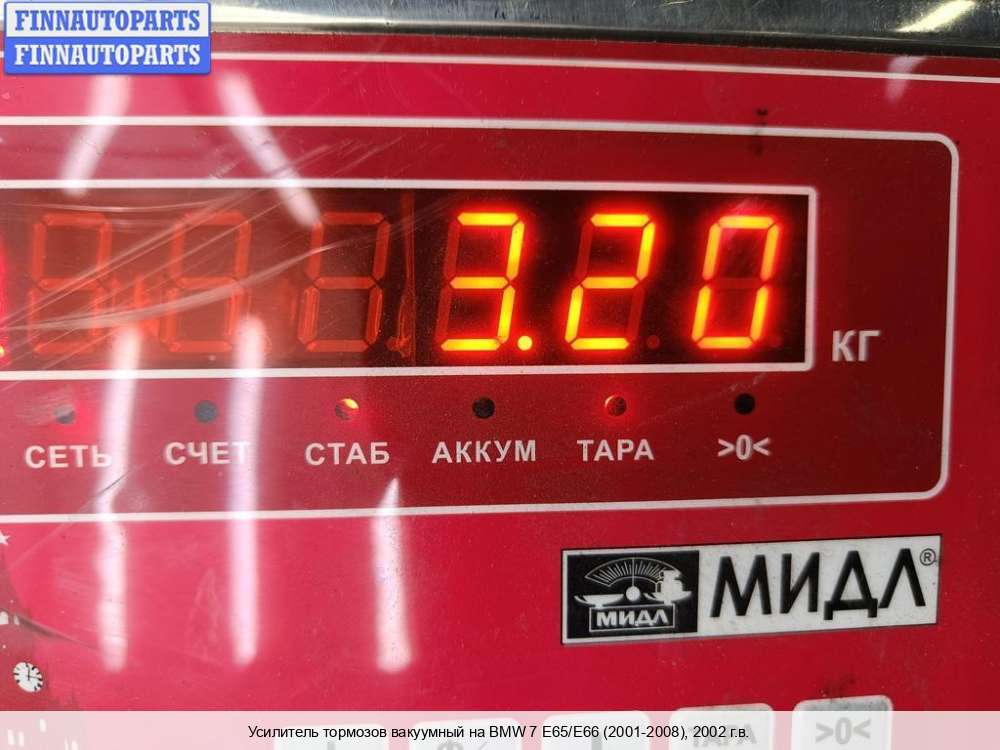 FINNAUTOPARTS
FINNAUTOPARTS
3.20
КГ
СЕТЬ СЧЕТ СТАБ АККУМ ТАРА >0<
МИДЛ МИДЛ®
ТАРА >0<
Усилитель тормозов вакуумный на BMW 7 E65/E66 (2001-2008), 2002 г.в.